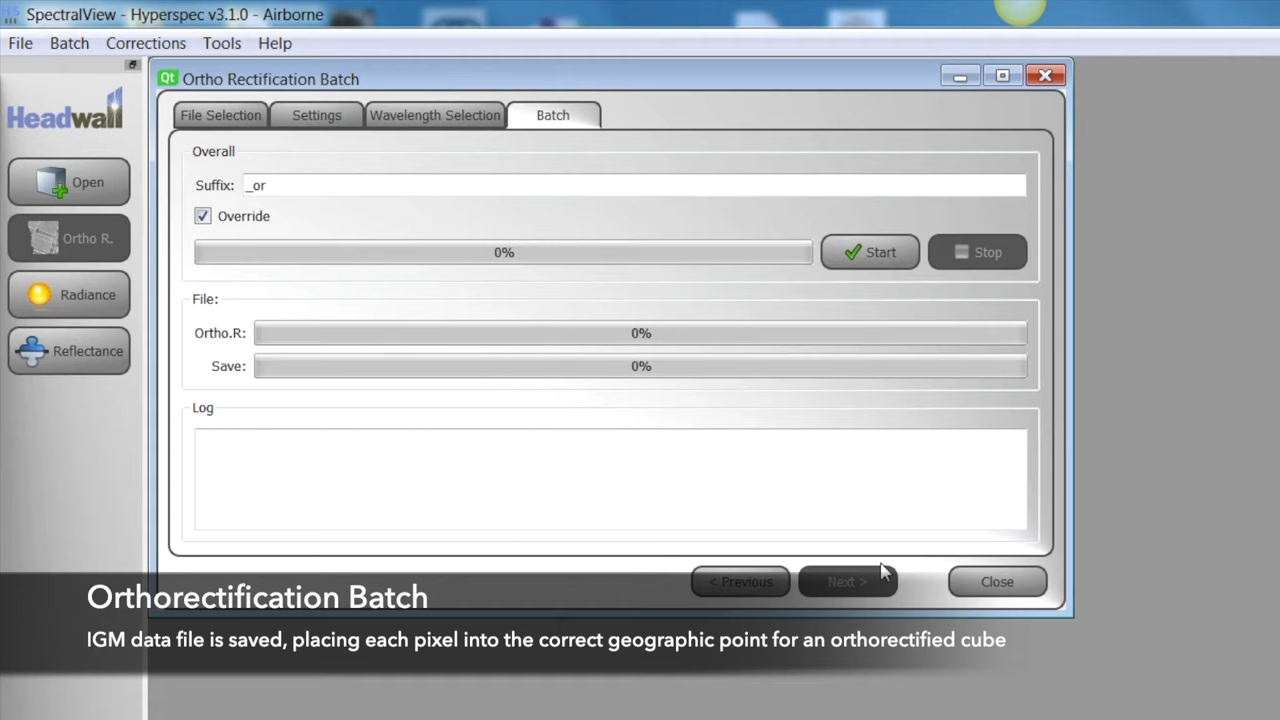 SpectralView - Hyperspec v3.1.0 - Airborne
File Batch Corrections Tools Help
Qt Ortho Rectification Batch
Headwall
File Selection Settings Wavelength Selection Batch
Overall
Suffix: _or
Override
0% Start Stop
File:
Ortho.R: 0%
Save: 0%
Log
Open
Ortho R.
Radiance
Reflectance
< Previous Next > Close
Orthorectification Batch
IGM data file is saved, placing each pixel into the correct geographic point for an orthorectified cube